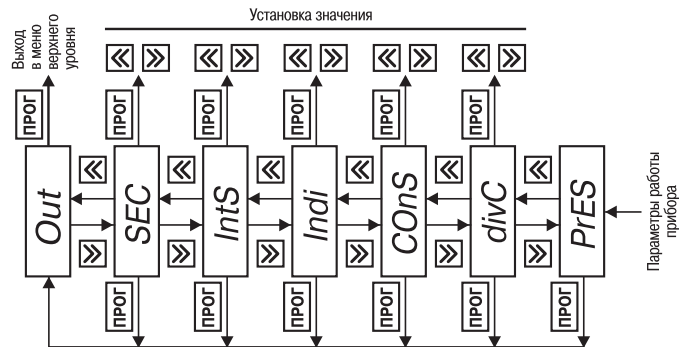 Установка значения
Выход
в меню
верхнего
уровня
ПРОГ
ПРОГ
ПРОГ
ПРОГ
ПРОГ
ПРОГ
Out
SEC
IntS
Indi
COnS
divC
PrES
Параметры работы
прибора
ПРОГ
ПРОГ
ПРОГ
ПРОГ
ПРОГ
ПРОГ